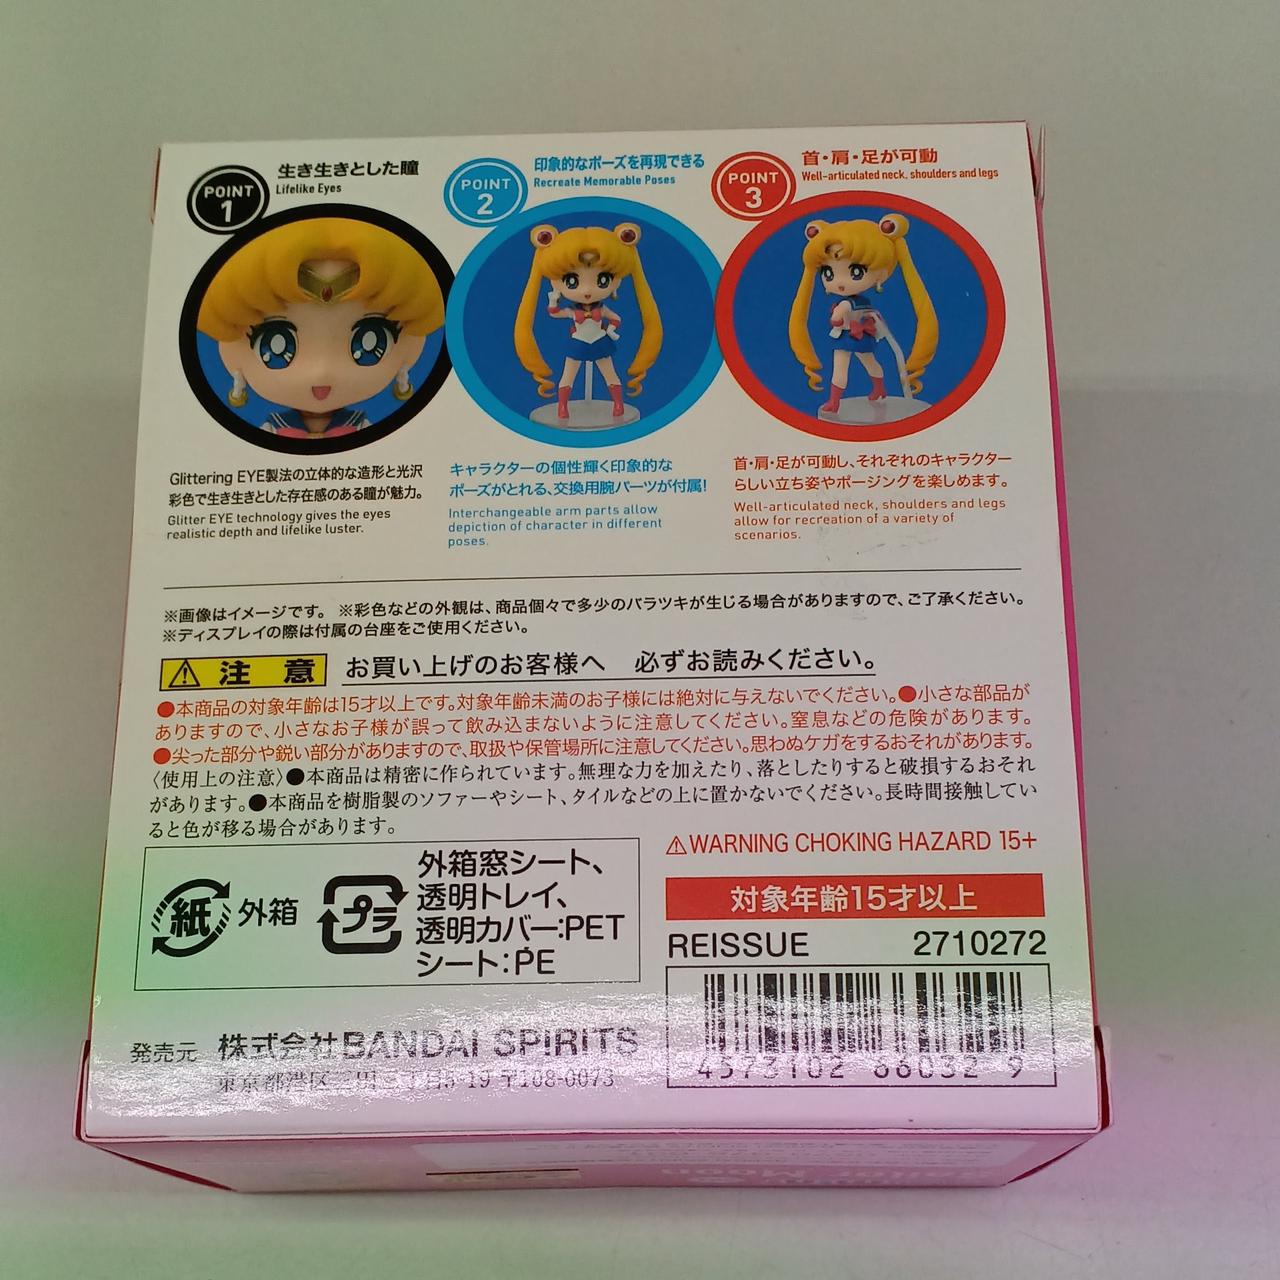 POINT 1
生き生きとした瞳
Lifelike Eyes
POINT 2
印象的なポーズを再現できる
Recreate Memorable Poses
POINT 3
首・肩・足が可動
Well-articulated neck, shoulders and legs
Glittering EYE製法の立体的な造形と光沢
彩色で生き生きとした存在感のある瞳が魅力。
Glitter EYE technology gives the eyes
realistic depth and lifelike luster.
キャラクターの個性輝く印象的な
ポーズがとれる、交換用腕パーツが付属!
Interchangeable arm parts allow
depiction of character in different
poses.
首・肩・足が可動し、それぞれのキャラクター
らしい立ち姿やポージングを楽しめます。
Well-articulated neck, shoulders and legs
allow for recreation of a variety of
scenarios.
※画像はイメージです。 ※彩色などの外観は、商品個々で多少のバラツキが生じる場合がありますので、ご了承ください。
※ディスプレイの際は付属の台座をご使用ください。
注 意 お買い上げのお客様へ 必ずお読みください。
●本商品の対象年齢は15才以上です。対象年齢未満のお子様には絶対に与えないでください。●小さな部品が
ありますので、小さなお子様が誤って飲み込まないように注意してください。窒息などの危険があります。
●尖った部分や鋭い部分がありますので、取扱や保管場所に注意してください。思わぬケガをするおそれがあります。
〈使用上の注意〉●本商品は精密に作られています。無理な力を加えたり、落としたりすると破損するおそれ
があります。●本商品を樹脂製のソファーやシート、タイルなどの上に置かないでください。長時間接触してい
ると色が移る場合があります。
紙 外箱
プラ
外箱窓シート、
透明トレイ、
透明カバー:PET
シート:PE
⚠WARNING CHOKING HAZARD 15+
対象年齢15才以上
REISSUE 2710272
4573102 660329
発売元 株式会社BANDAI SPIRITS
東京都港区三田三丁目5-19 〒108-0073